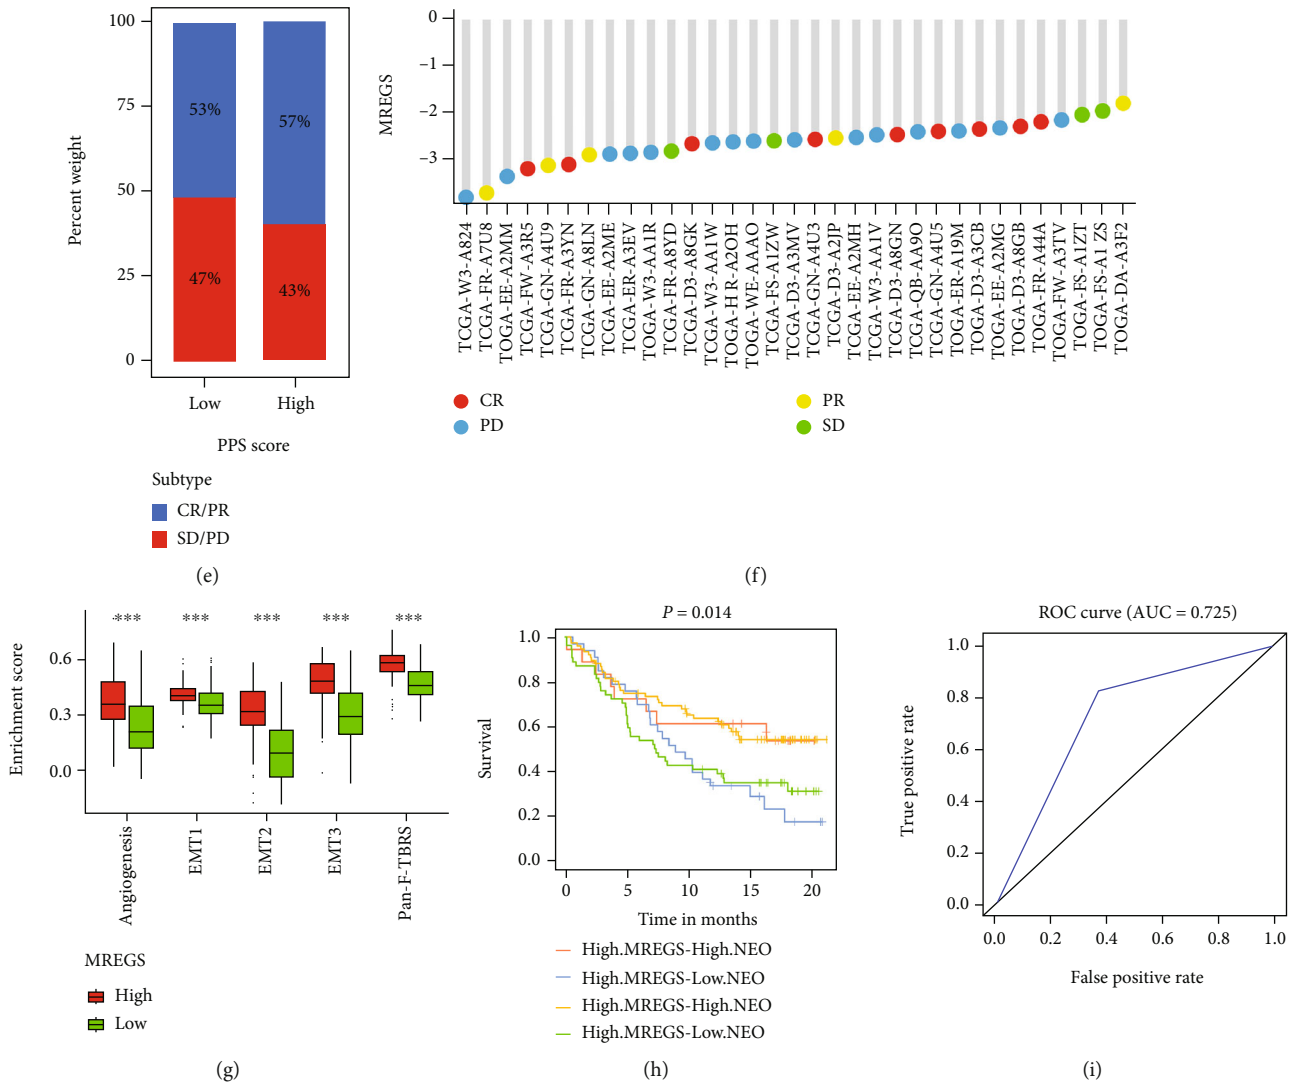 100
75
50
25
0
Percent weight
53%
57%
47%
43%
Low
High
PPS score
Subtype
CR/PR
SD/PD
(e)
0
−1
−2
−3
MREGS
TCGA-W3-A824
TCGA-FR-A7U8
TOGA-EE-A2MM
TCGA-FW-A3R5
TCGA-GN-A4U9
TCGA-FR-A3YN
TCGA-GN-A8LN
TCGA-EE-A2ME
TCGA-ER-A3EV
TOGA-W3-AA1R
TCGA-FR-A8YD
TCGA-D3-A8GK
TCGA-W3-AA1W
TOGA-HR-A2OH
TOGA-WE-AAAO
TCGA-FS-A1ZW
TCGA-D3-A3MV
TCGA-GN-A4U3
TCGA-D3-A2JP
TCGA-EE-A2MH
TCGA-W3-AA1V
TCGA-D3-A8GN
TCGA-QB-AA9O
TCGA-GN-A4U5
TOGA-ER-A19M
TOGA-D3-A3CB
TOGA-EE-A2MG
TOGA-D3-A8GB
TOGA-FR-A44A
TOGA-FW-A3TV
TOGA-FS-A1ZT
TOGA-FS-A1 ZS
TOGA-DA-A3F2
CR
PR
PD
SD
(f)
*** *** *** *** ***
0.6
0.3
0.0
Enrichment score
Angiogenesis
EMT1
EMT2
EMT3
Pan-F-TBRS
MREGS
High
Low
(g)
P = 0.014
1.0
0.8
0.6
0.4
0.2
0.0
Survival
0 5 10 15 20
Time in months
High.MREGS-High.NEO
High.MREGS-Low.NEO
High.MREGS-High.NEO
High.MREGS-Low.NEO
(h)
ROC curve (AUC = 0.725)
1.0
0.8
0.6
0.4
0.2
0.0
True positive rate
0.0 0.2 0.4 0.6 0.8 1.0
False positive rate
(i)